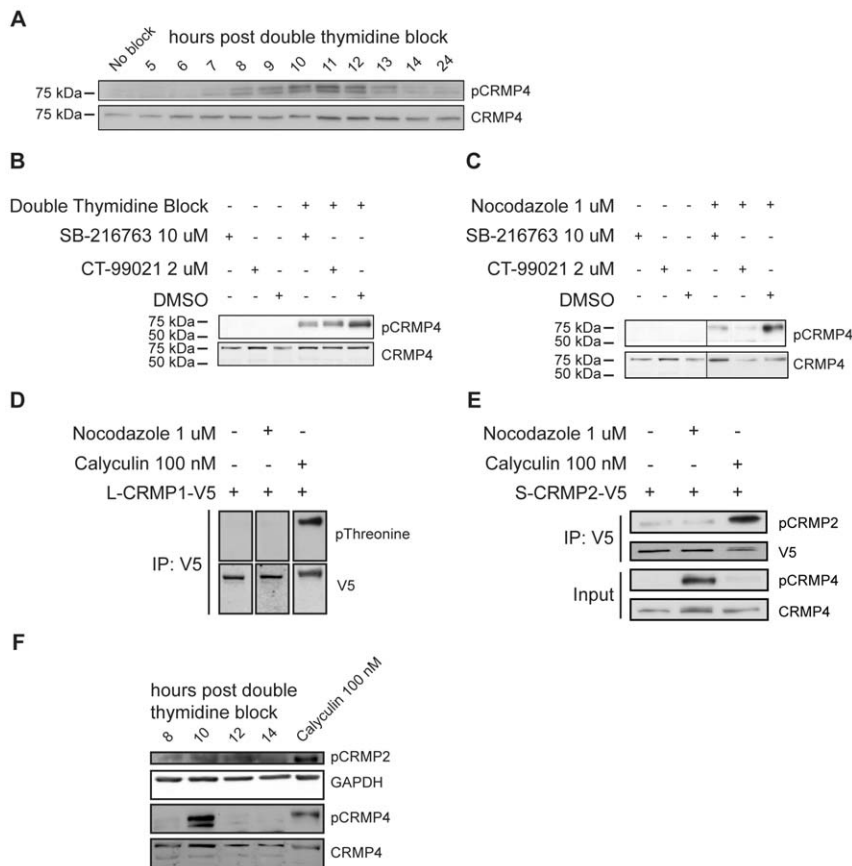 A
hours post double thymidine block
No block 5 6 7 8 9 10 11 12 13 14 24
75 kDa pCRMP4
75 kDa CRMP4
B
Double Thymidine Block - - - + + +
SB-216763 10 uM + - - + - -
CT-99021 2 uM - + - - + -
DMSO - - + - - +
75 kDa
50 kDa
pCRMP4
75 kDa
50 kDa
CRMP4
C
Nocodazole 1 uM - - - + + +
SB-216763 10 uM + - - + - -
CT-99021 2 uM - + - - + -
DMSO - - + - - +
75 kDa
50 kDa
pCRMP4
75 kDa
50 kDa
CRMP4
D
Nocodazole 1 uM - + -
Calyculin 100 nM - - +
L-CRMP1-V5 + + +
IP: V5
pThreonine
V5
E
Nocodazole 1 uM - + -
Calyculin 100 nM - - +
S-CRMP2-V5 + + +
IP: V5
pCRMP2
V5
Input
pCRMP4
CRMP4
F
hours post double
thymidine block
8 10 12 14 Calyculin 100 nM
pCRMP2
GAPDH
pCRMP4
CRMP4